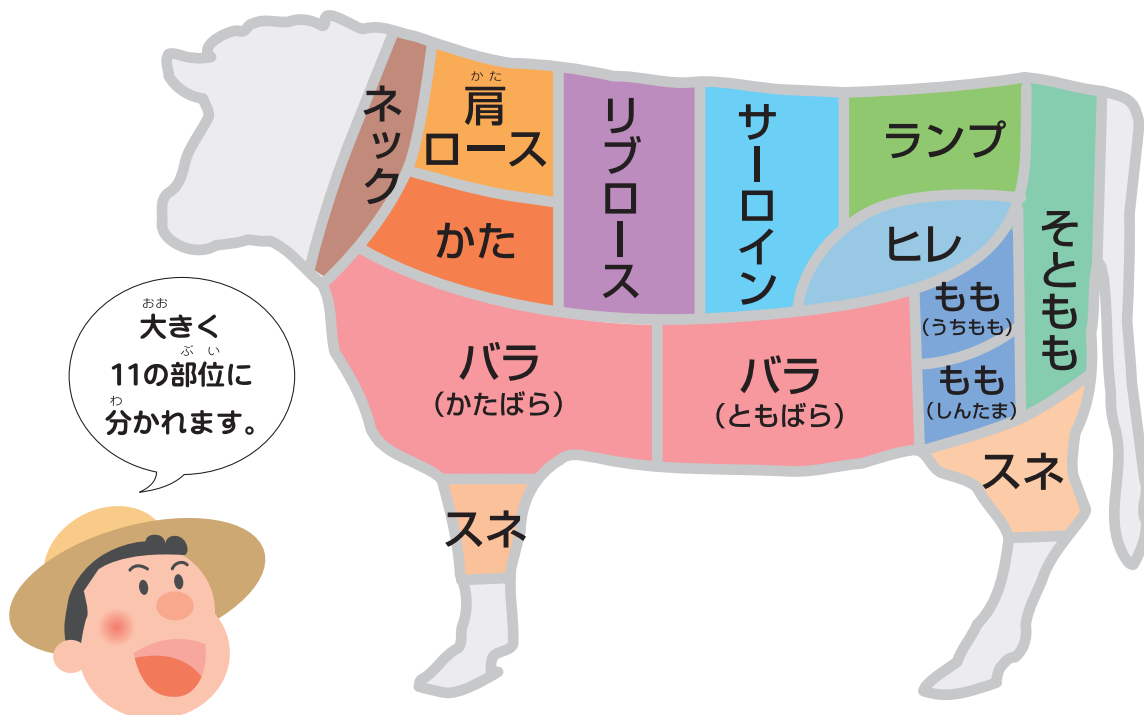 ネック
かた
肩
ロース
かた
リブロース
サーロイン
ランプ
ヒレ
もも
(うちもも)
もも
(しんたま)
そともも
バラ
(かたばら)
バラ
(ともばら)
スネ
スネ
おお
大きく
ぶい
11の部位に
わ
分かれます。